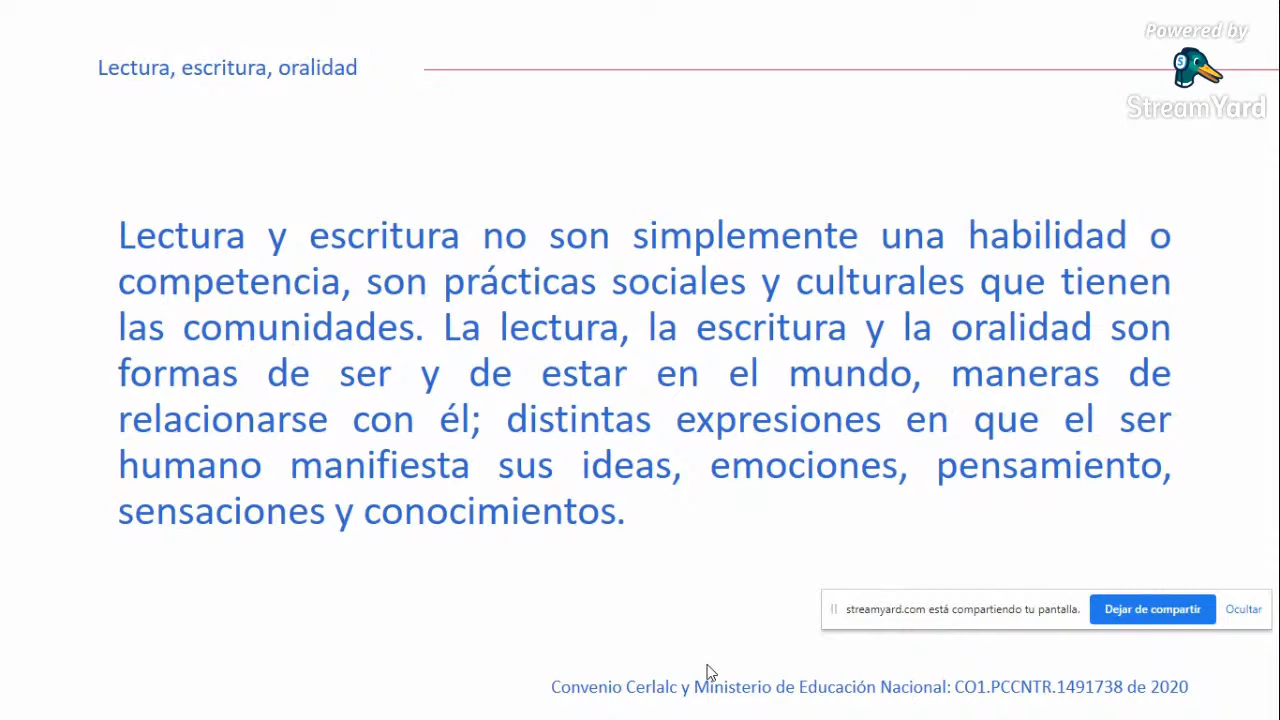 Powered by
Lectura, escritura, oralidad
StreamYard
Lectura y escritura no son simplemente una habilidad o
competencia, son prácticas sociales y culturales que tienen
las comunidades. La lectura, la escritura y la oralidad son
formas de ser y de estar en el mundo, maneras de
relacionarse con él; distintas expresiones en que el ser
humano manifiesta sus ideas, emociones, pensamiento,
sensaciones y conocimientos.
streamyard.com está compartiendo tu pantalla. Dejar de compartir Ocultar
Convenio Cerlalc y Ministerio de Educación Nacional: CO1.PCCNTR.1491738 de 2020